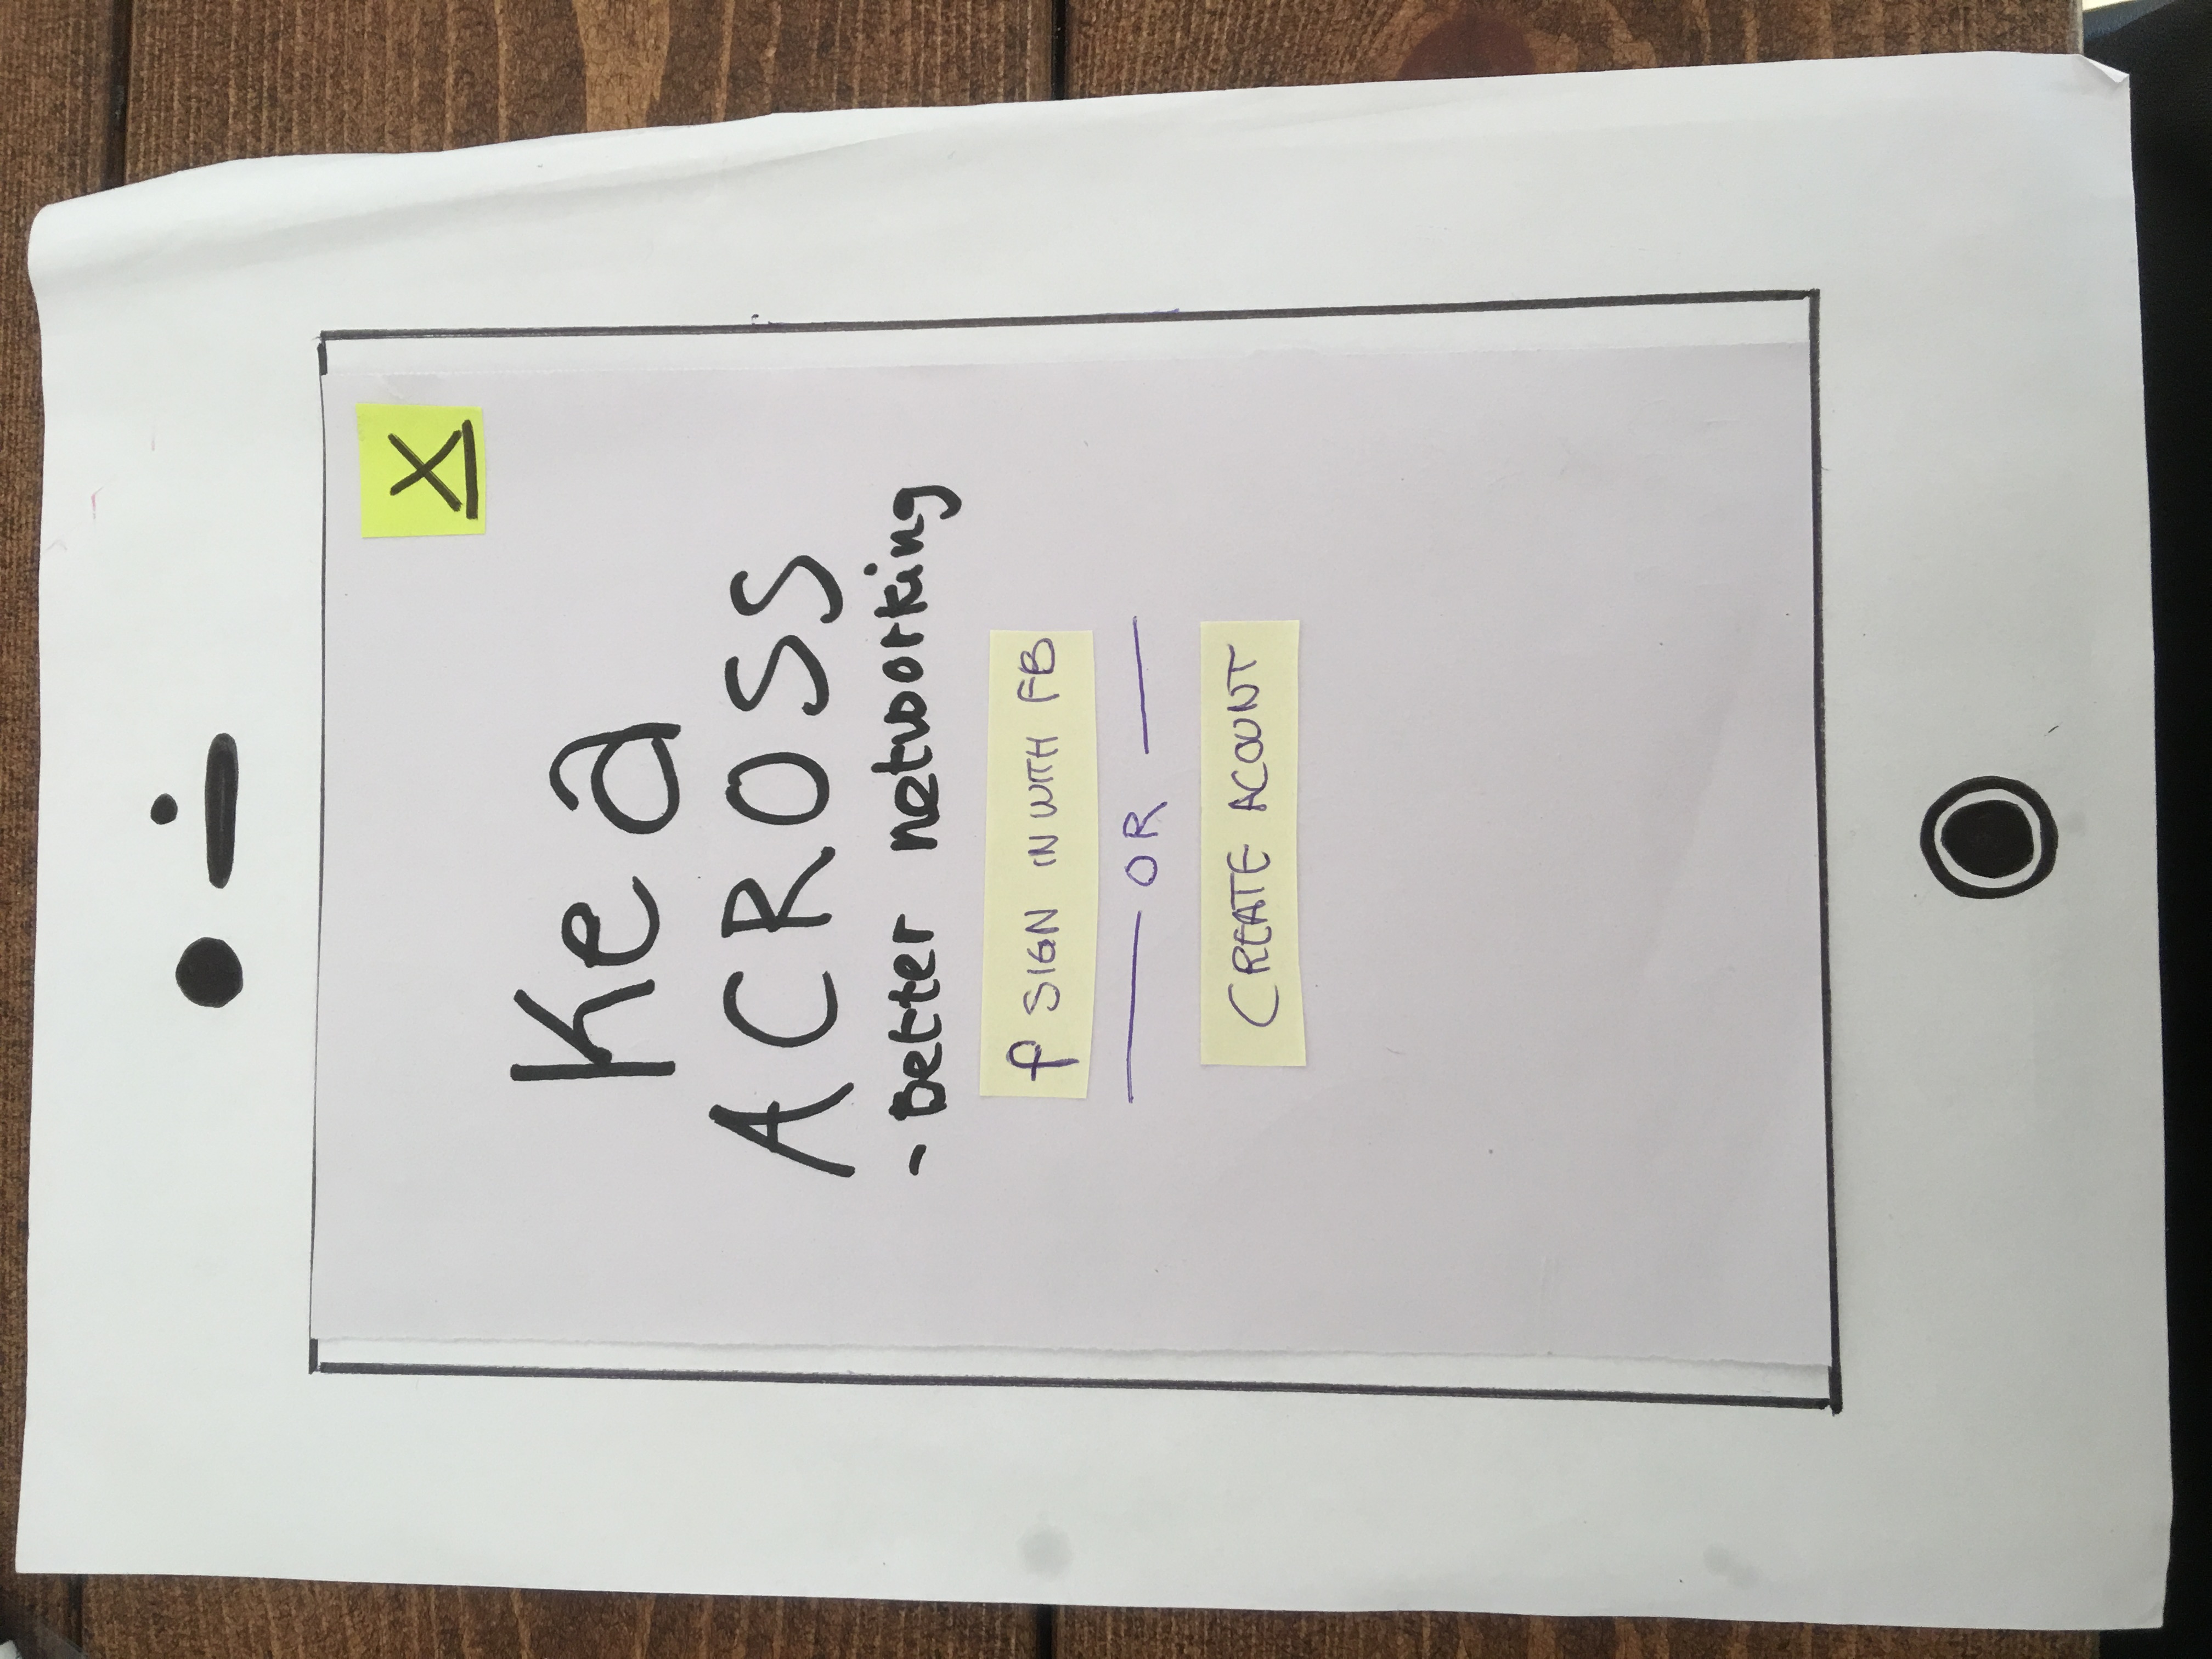 X
Kea
ACROSS
- Better networking
f SIGN IN WITH FB
OR
CREATE ACOUNT